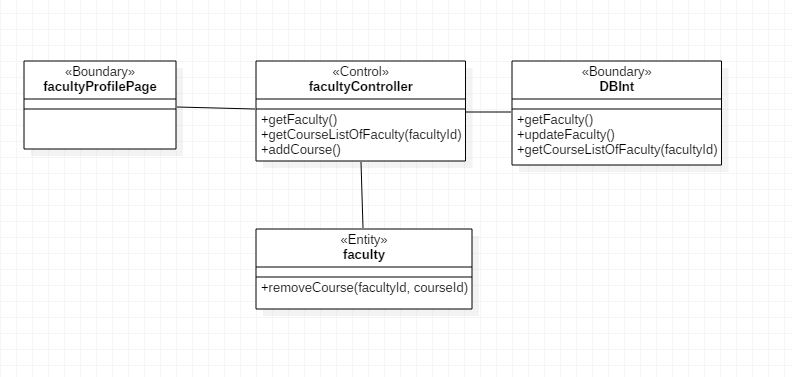 «Boundary»
facultyProfilePage
«Control»
facultyController
+getFaculty()
+getCourseListOfFaculty(facultyId)
+addCourse()
«Boundary»
DBInt
+getFaculty()
+updateFaculty()
+getCourseListOfFaculty(facultyId)
«Entity»
faculty
+removeCourse(facultyId, courseId)